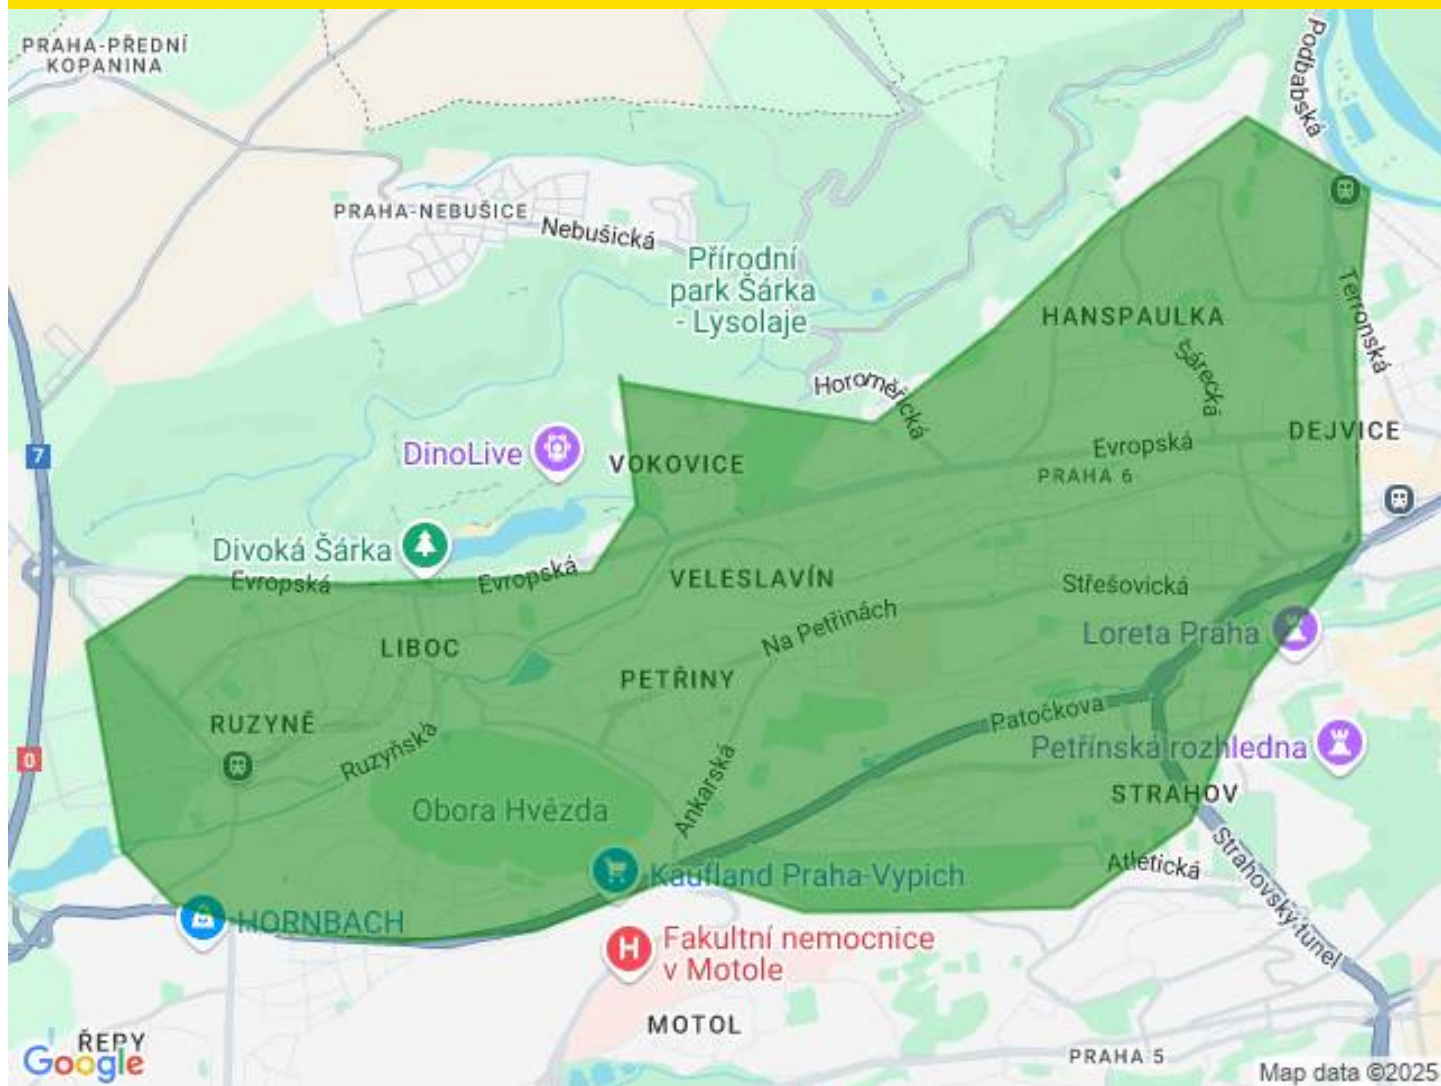 PRAHA-PŘEDNÍ
KOPANINA
Podbabská
PRAHA-NEBUŠICE
Nebušická
Přírodní
park Šárka
- Lysolaje
HANSPAULKA
Terronská
Šárecká
Horoměřická
DEJVICE
Evropská
7
DinoLive
VOKOVICE
PRAHA 6
Divoká Šárka
Evropská
Evropská
VELESLAVÍN
Střešovická
Na Petřinách
Loreta Praha
LIBOC
PETŘINY
RUZYNĚ
Patočkova
Ruzyňská
Petřínská rozhledna
0
Ankarská
STRAHOV
Obora Hvězda
Atletická
Kaufland Praha-Vypich
Strahovský tunel
HORNBACH
H
Fakultní nemocnice
v Motole
MOTOL
ŘEPY
PRAHA 5
Google
Map data ©2025